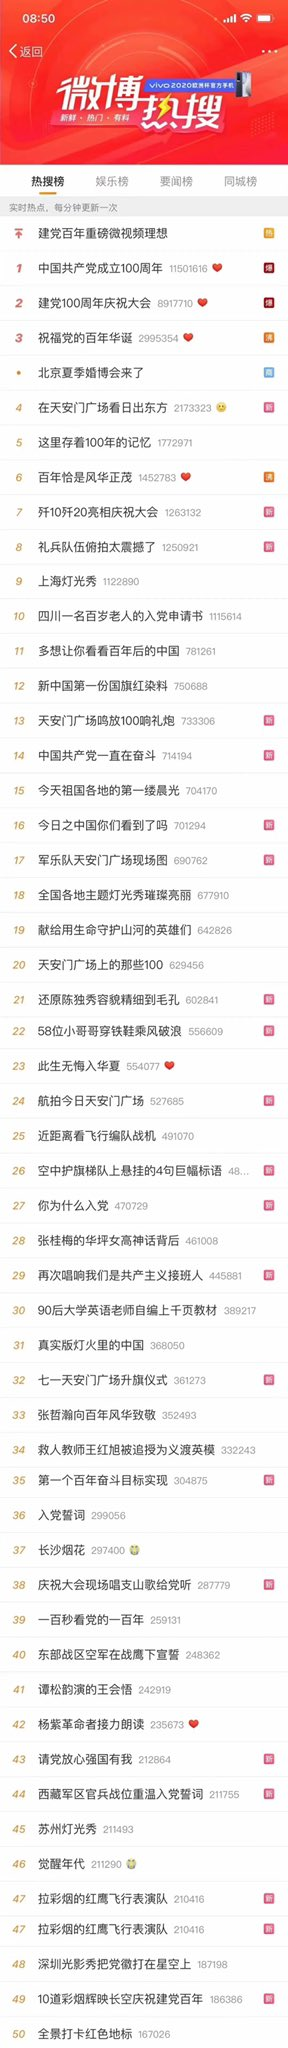 08:50
返回
vivo 2020欧洲杯官方手机
微博热搜
新鲜·热门·有料
热搜榜 娱乐榜 要闻榜 同城榜
实时热点，每分钟更新一次
建党百年重磅微视频理想 热
1 中国共产党成立100周年 11501616 爆
2 建党100周年庆祝大会 8917710 爆
3 祝福党的百年华诞 2995354 沸
北京夏季婚博会来了 商
4 在天安门广场看日出东方 2173323 新
5 这里存着100年的记忆 1772971
6 百年恰是风华正茂 1452783 沸
7 歼10歼20亮相庆祝大会 1263132 新
8 礼兵队伍俯拍太震撼了 1250921 新
9 上海灯光秀 1122890
10 四川一名百岁老人的入党申请书 1115614
11 多想让你看看百年后的中国 781261
12 新中国第一份国旗红染料 750688
13 天安门广场鸣放100响礼炮 733306 新
14 中国共产党一直在奋斗 714194 新
15 今天祖国各地的第一缕晨光 704170
16 今日之中国你们看到了吗 701294 新
17 军乐队天安门广场现场图 690762 新
18 全国各地主题灯光秀璀璨亮丽 677910
19 献给用生命守护山河的英雄们 642826
20 天安门广场上的那些100 629456
21 还原陈独秀容貌精细到毛孔 602841 新
22 58位小哥哥穿铁鞋乘风破浪 556609 新
23 此生无悔入华夏 554077
24 航拍今日天安门广场 527685 新
25 近距离看飞行编队战机 491070
26 空中护旗梯队上悬挂的4句巨幅标语 48... 新
27 你为什么入党 470729 新
28 张桂梅的华坪女高神话背后 461008
29 再次唱响我们是共产主义接班人 445881 新
30 90后大学英语老师自编上千页教材 389217
31 真实版灯火里的中国 368050
32 七一天安门广场升旗仪式 361273 新
33 张哲瀚向百年风华致敬 352493
34 救人教师王红旭被追授为义渡英模 332243
35 第一个百年奋斗目标实现 304875 新
36 入党誓词 299056
37 长沙烟花 297400
38 庆祝大会现场唱支山歌给党听 287779 新
39 一百秒看党的一百年 259131
40 东部战区空军在战鹰下宣誓 248362
41 谭松韵演的王会悟 242919
42 杨紫革命者接力朗读 235673
43 请党放心强国有我 212864 新
44 西藏军区官兵战位重温入党誓词 211755 新
45 苏州灯光秀 211493
46 觉醒年代 211290
47 拉彩烟的红鹰飞行表演队 210416 新
47 拉彩烟的红鹰飞行表演队 210416 新
48 深圳光影秀把党徽打在星空上 187198
49 10道彩烟辉映长空庆祝建党百年 186386 新
50 全景打卡红色地标 167026